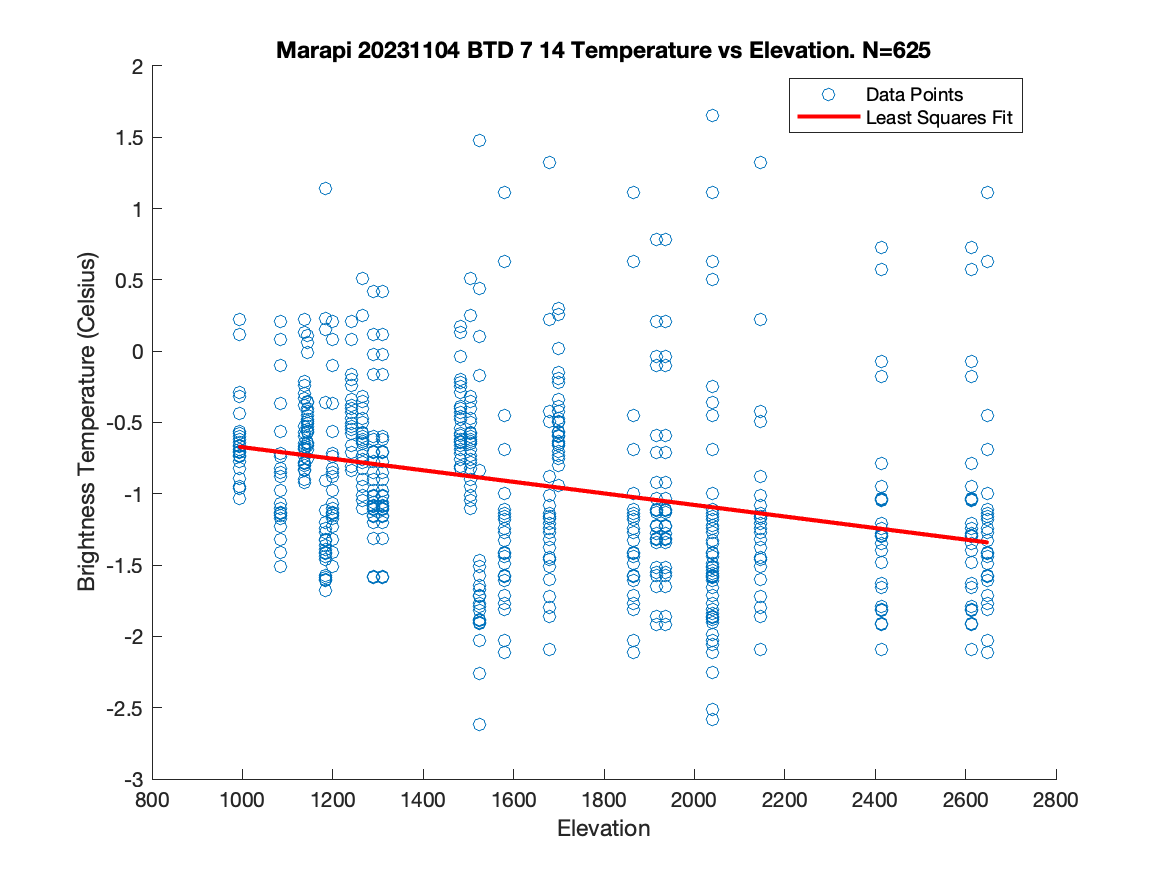 Marapi 20231104 BTD 7 14 Temperature vs Elevation. N=625
Data Points
Least Squares Fit
Brightness Temperature (Celsius)
2
1.5
1
0.5
0
-0.5
-1
-1.5
-2
-2.5
-3
800 1000 1200 1400 1600 1800 2000 2200 2400 2600 2800
Elevation